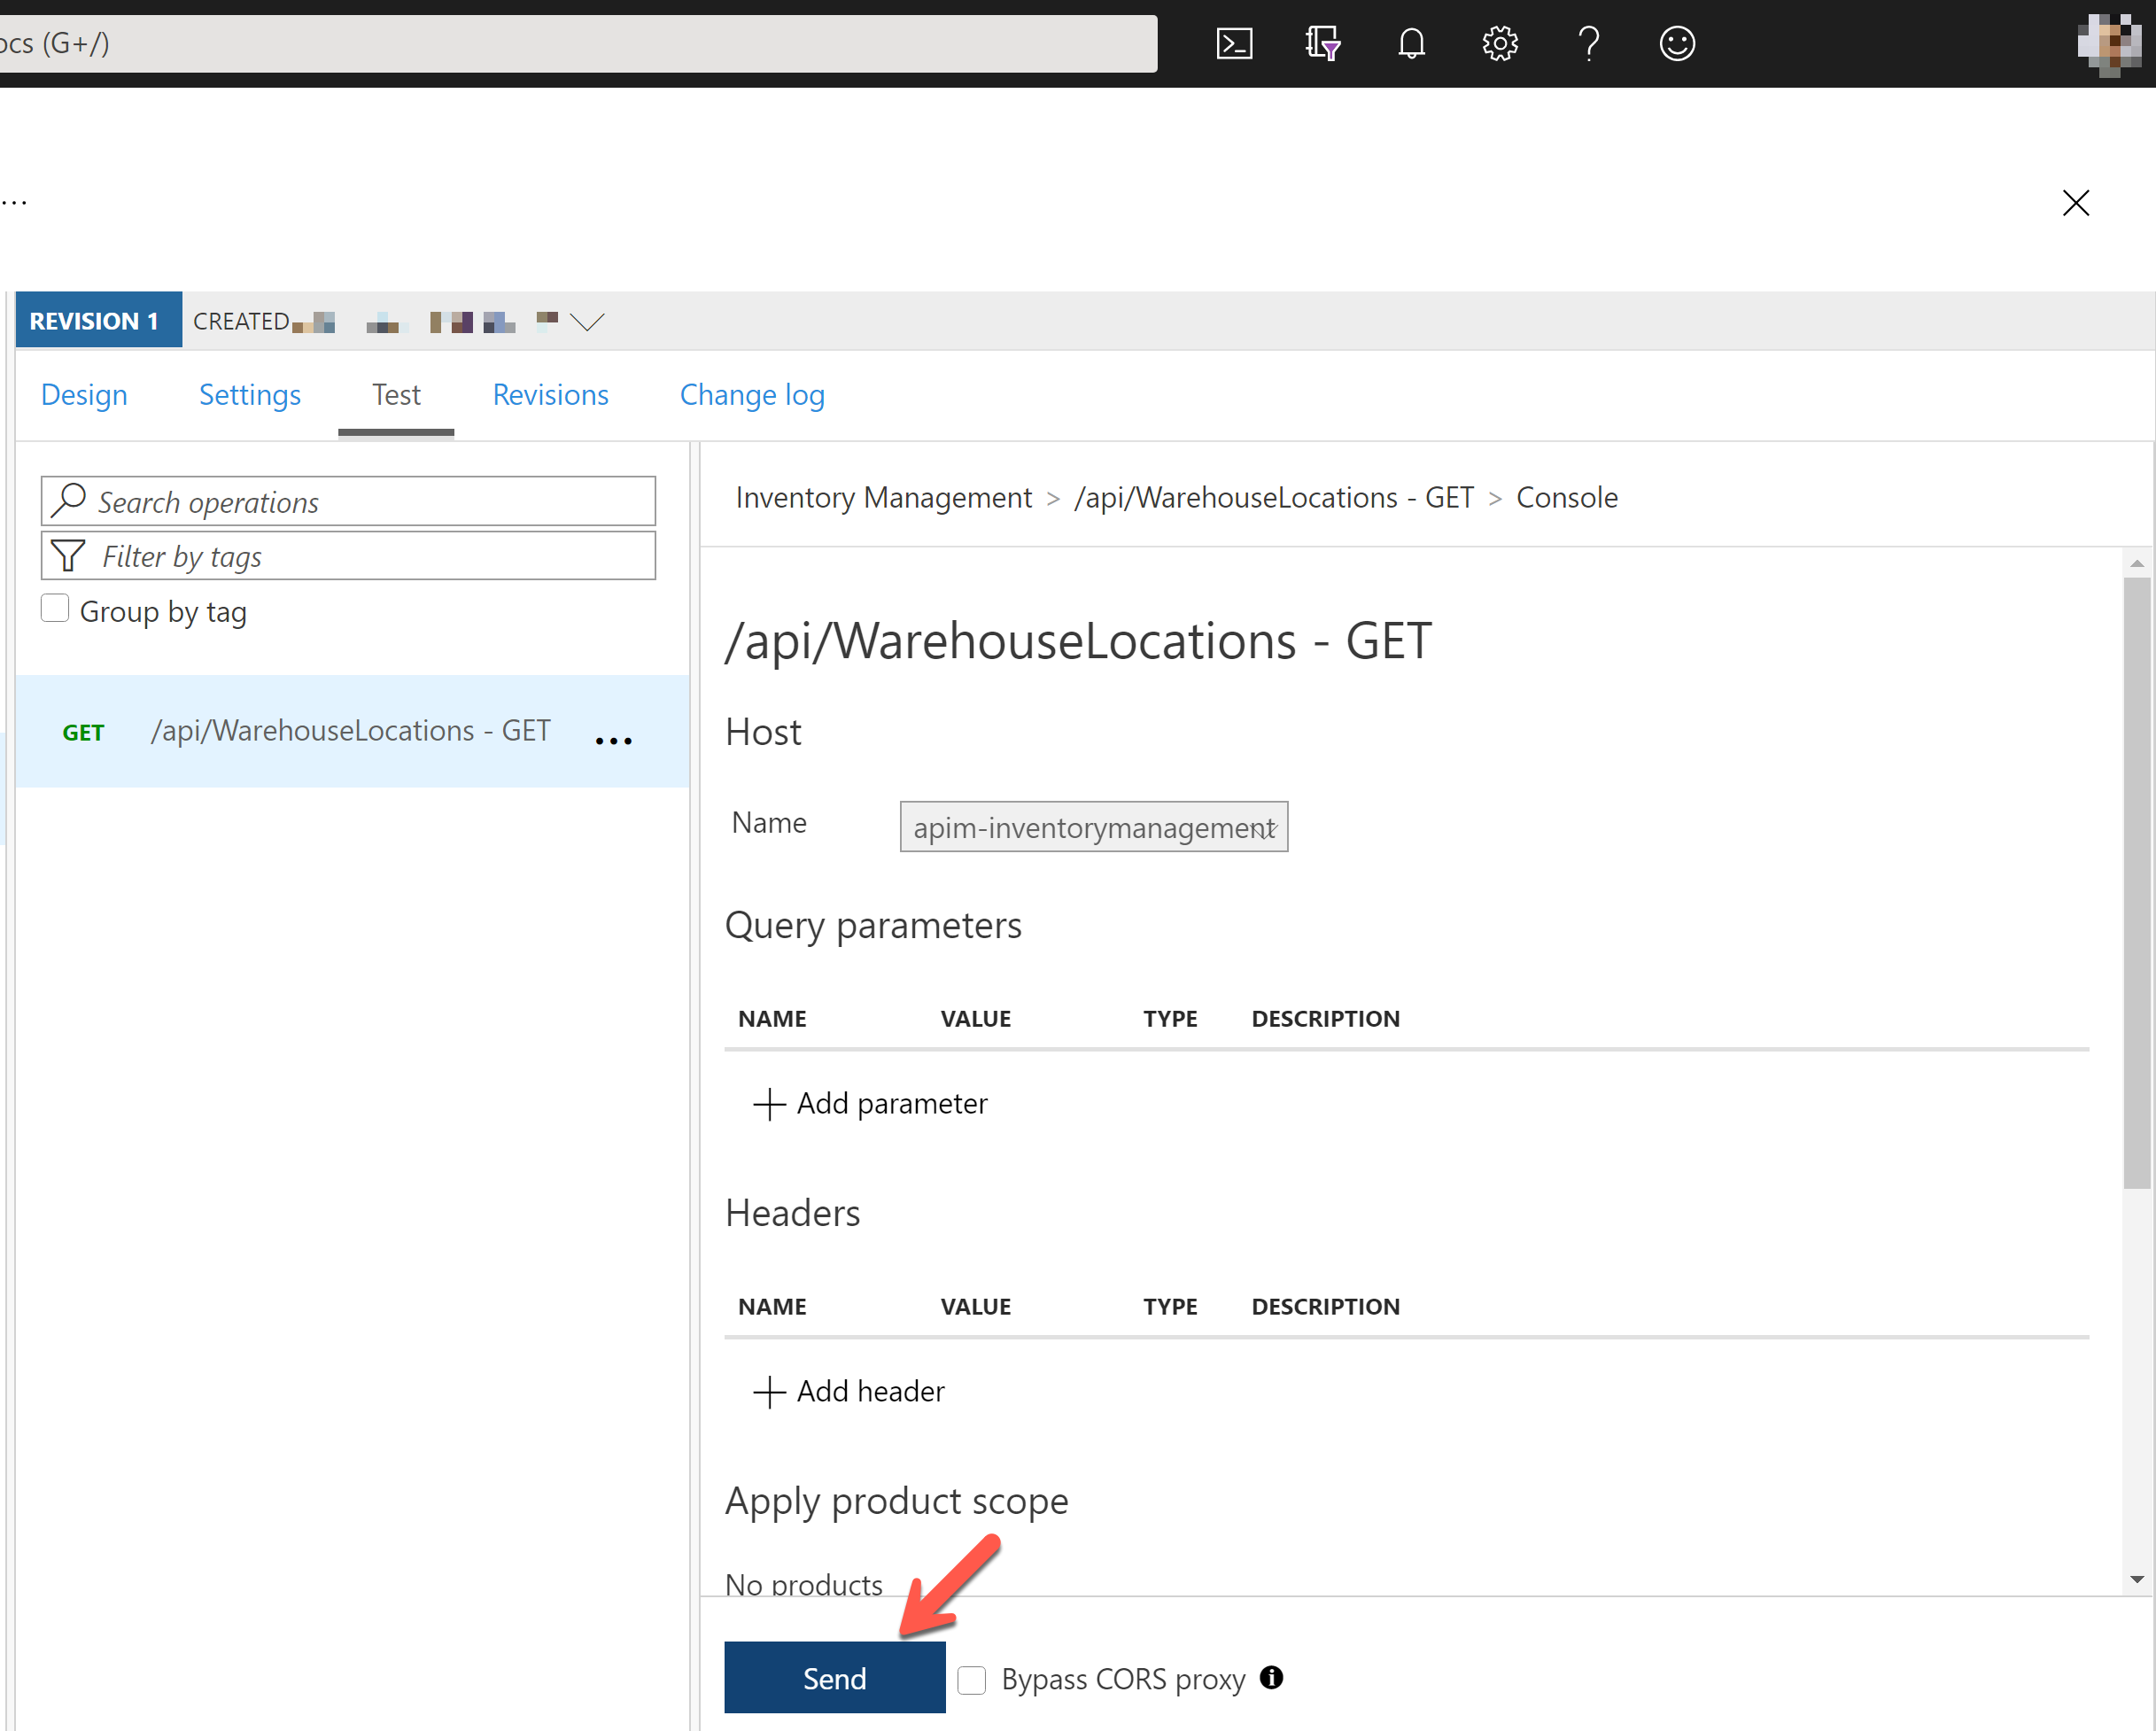 ocs (G+/)
...
REVISION 1 CREATED
Design Settings Test Revisions Change log
Search operations
Filter by tags
Group by tag
GET /api/WarehouseLocations - GET ...
Inventory Management > /api/WarehouseLocations - GET > Console
/api/WarehouseLocations - GET
Host
Name apim-inventorymanagement
Query parameters
NAME VALUE TYPE DESCRIPTION
Add parameter
Headers
NAME VALUE TYPE DESCRIPTION
Add header
Apply product scope
No products
Send Bypass CORS proxy